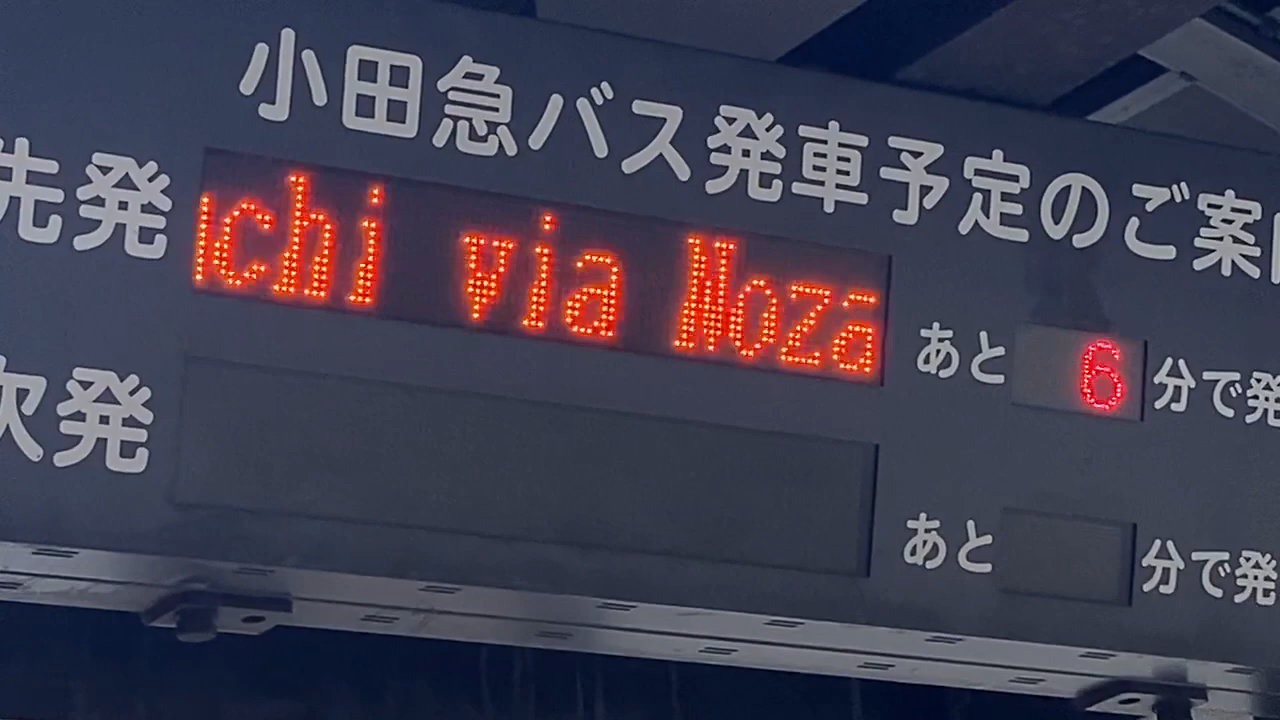 小田急バス発車予定のご案
先発 ichi via Noza あと 6 分で発
次発 あと 分で発